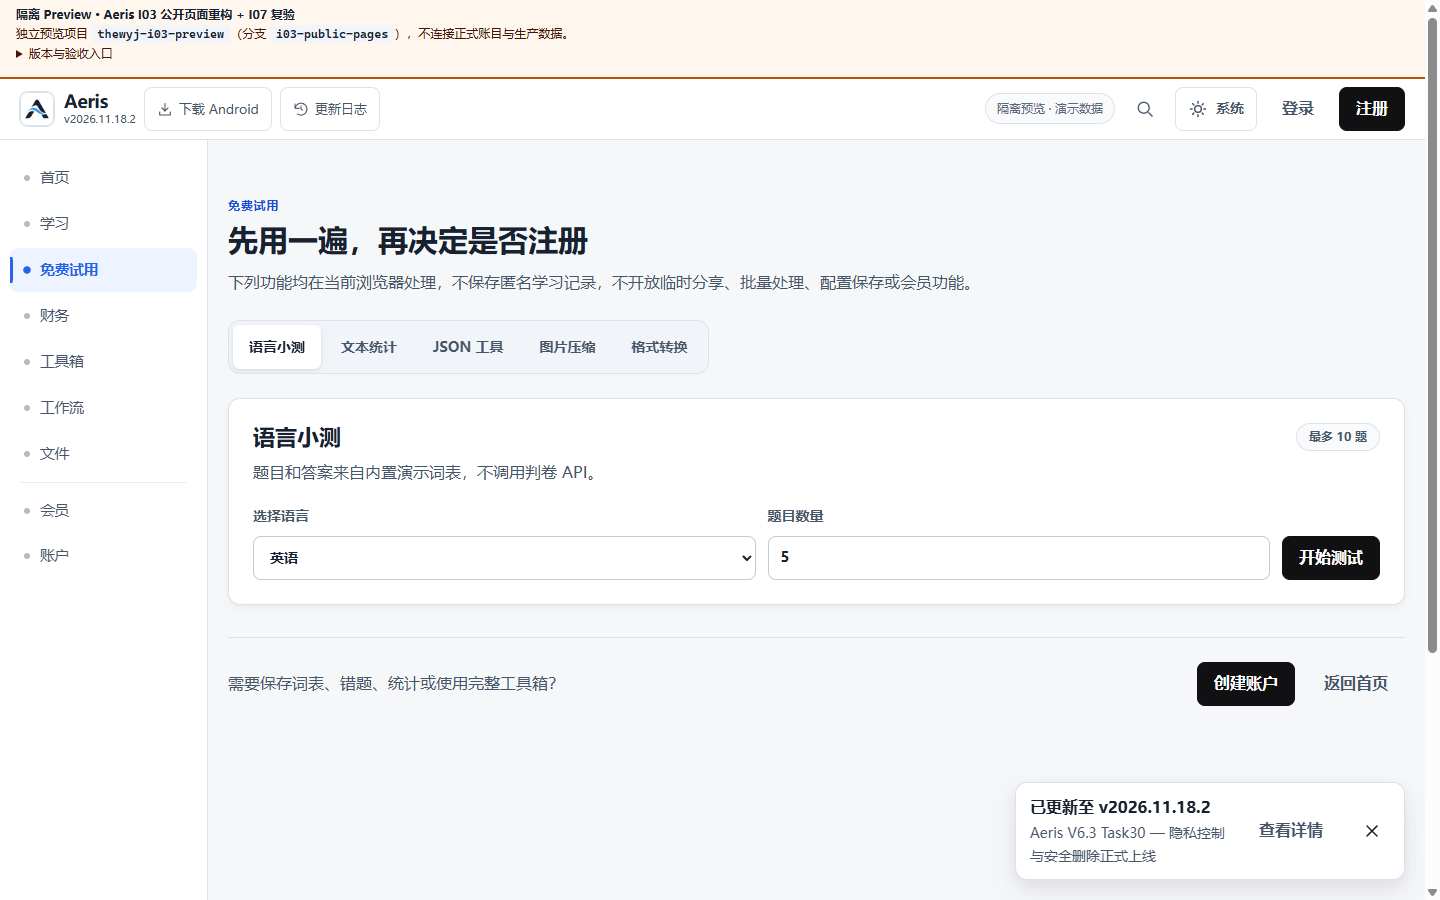 隔离 Preview • Aeris I03 公开页面重构 + I07 复验
独立预览项目 thewyj-i03-preview （分支 i03-public-pages ），不连接正式账目与生产数据。
▶ 版本与验收入口
Aeris
v2026.11.18.2
下载 Android
更新日志
隔离预览 · 演示数据
系统
登录
注册
首页
学习
免费试用
财务
工具箱
工作流
文件
会员
账户
免费试用
先用一遍，再决定是否注册
下列功能均在当前浏览器处理，不保存匿名学习记录，不开放临时分享、批量处理、配置保存或会员功能。
语言小测
文本统计
JSON 工具
图片压缩
格式转换
语言小测
最多 10 题
题目和答案来自内置演示词表，不调用判卷 API。
选择语言
题目数量
英语
5
开始测试
需要保存词表、错题、统计或使用完整工具箱？
创建账户
返回首页
已更新至 v2026.11.18.2
Aeris V6.3 Task30 — 隐私控制
与安全删除正式上线
查看详情